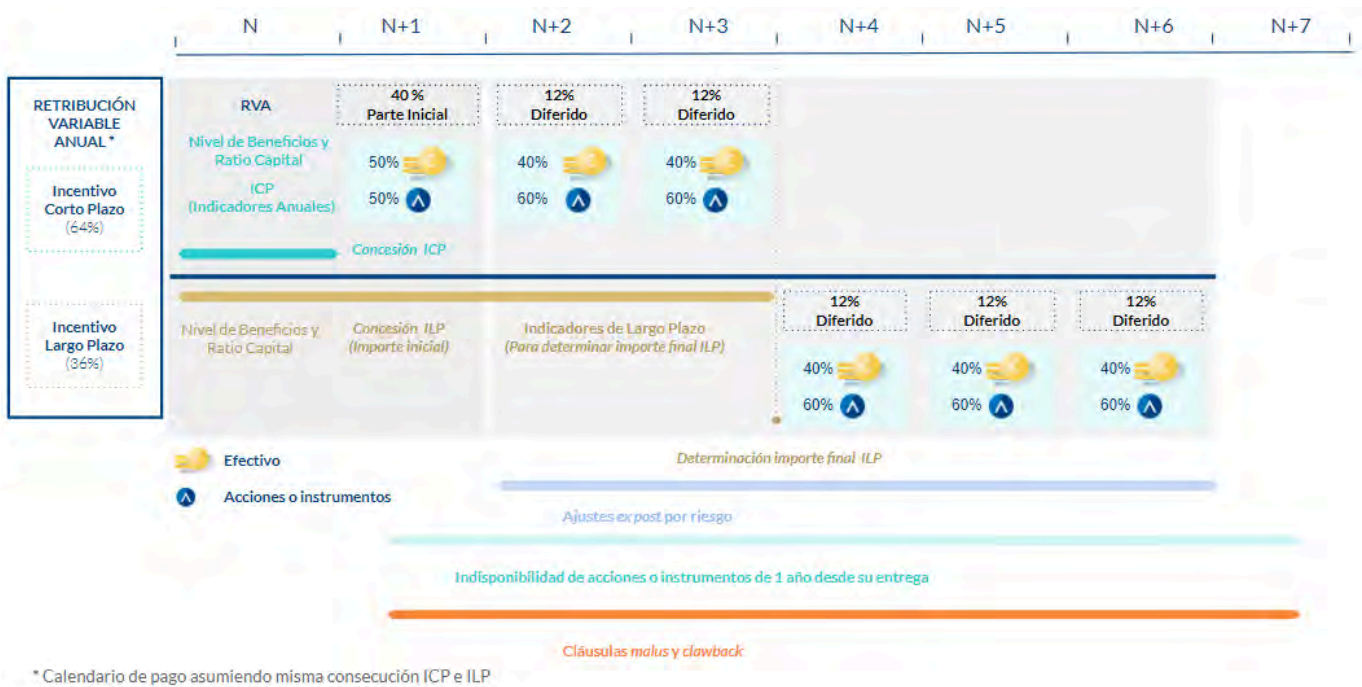 N N+1 N+2 N+3 N+4 N+5 N+6 N+7
RETRIBUCIÓN
VARIABLE
ANUAL *
Incentivo
Corto Plazo
(64%)
RVA
Nivel de Beneficios y
Ratio Capital
ICP
(Indicadores Anuales)
40 %
Parte Inicial
50%
50%
Concesión ICP
12%
Diferido
40%
60%
12%
Diferido
40%
60%
Incentivo
Largo Plazo
(36%)
Nivel de Beneficios y
Ratio Capital
Concesión ILP
(Importe inicial)
Indicadores de Largo Plazo
(Para determinar importe final ILP)
12%
Diferido
40%
60%
12%
Diferido
40%
60%
12%
Diferido
40%
60%
Efectivo
Acciones o instrumentos
Determinación importe final ILP
Ajustes ex post por riesgo
Indisponibilidad de acciones o instrumentos de 1 año desde su entrega
Cláusulas malus y clawback
* Calendario de pago asumiendo misma consecución ICP e ILP